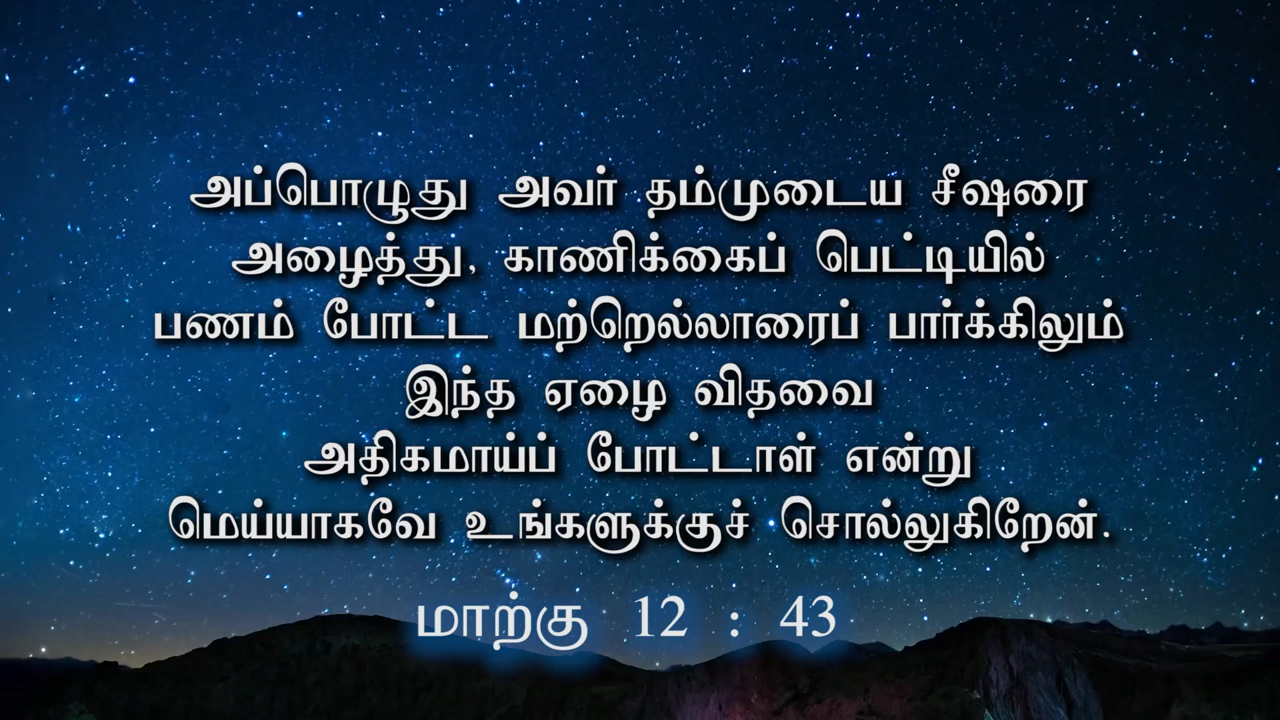 அப்பொழுது அவர் தம்முடைய சீஷரை
அழைத்து, காணிக்கைப் பெட்டியில்
பணம் போட்ட மற்றெல்லாரைப் பார்க்கிலும்
இந்த ஏழை விதவை
அதிகமாய்ப் போட்டாள் என்று
மெய்யாகவே உங்களுக்குச் சொல்லுகிறேன்.
மாற்கு 12 : 43